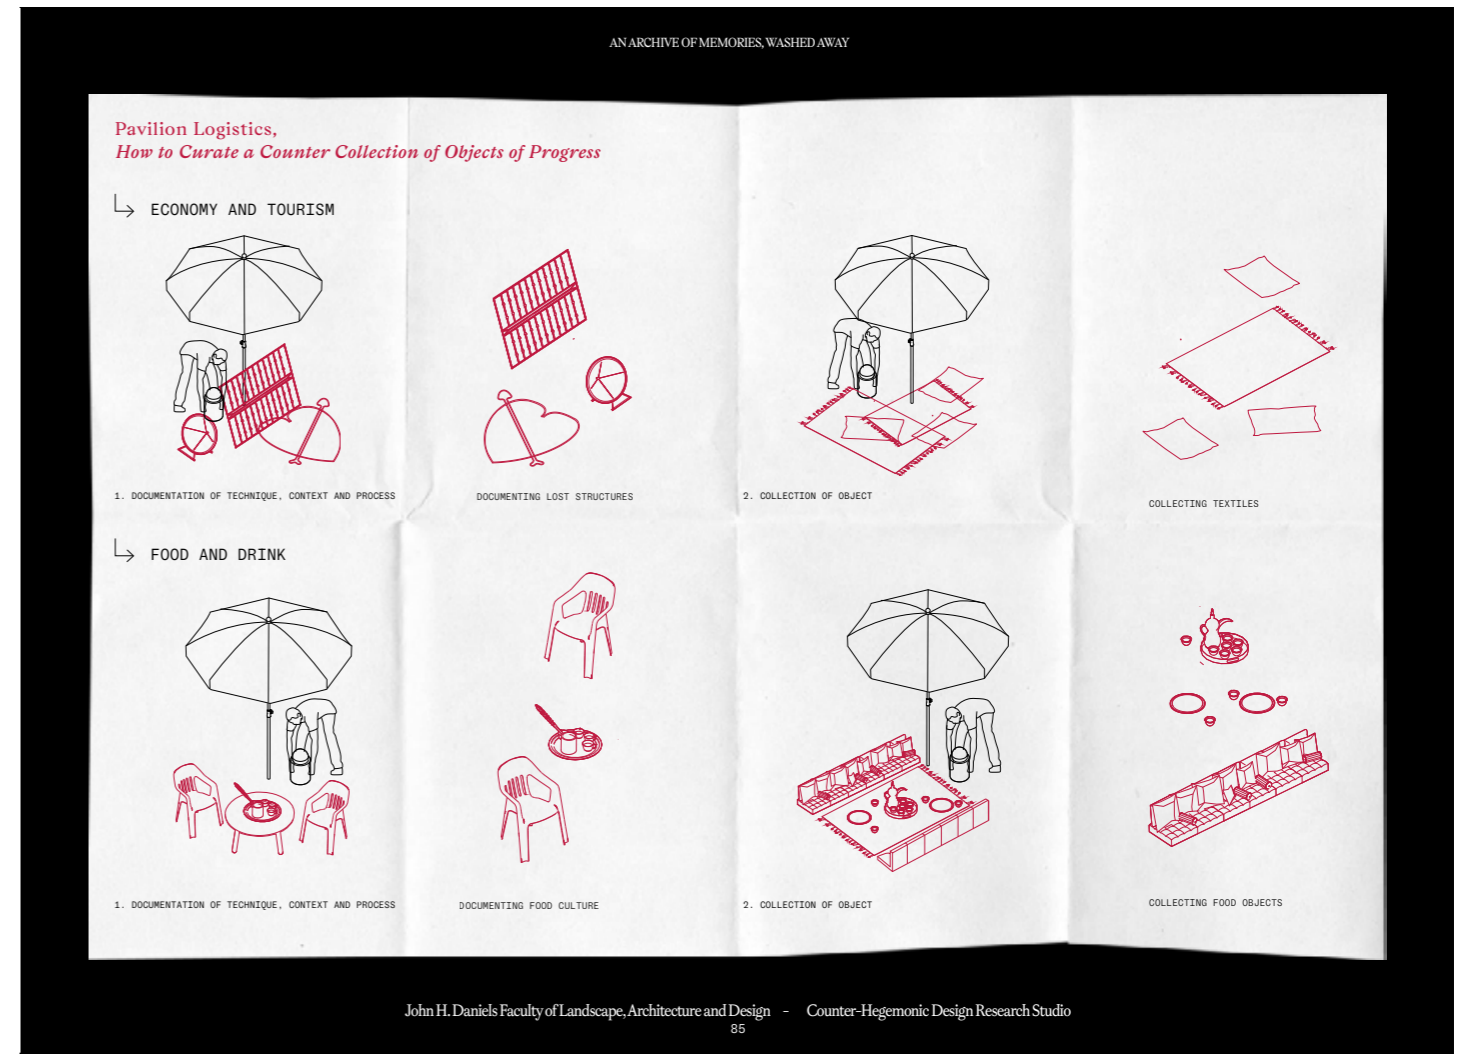 AN ARCHIVE OF MEMORIES, WASHED AWAY
Pavilion Logistics,
How to Curate a Counter Collection of Objects of Progress
ECONOMY AND TOURISM
1. DOCUMENTATION OF TECHNIQUE, CONTEXT AND PROCESS
DOCUMENTING LOST STRUCTURES
2. COLLECTION OF OBJECT
COLLECTING TEXTILES
FOOD AND DRINK
1. DOCUMENTATION OF TECHNIQUE, CONTEXT AND PROCESS
DOCUMENTING FOOD CULTURE
2. COLLECTION OF OBJECT
COLLECTING FOOD OBJECTS
John H. Daniels Faculty of Landscape, Architecture and Design - Counter-Hegemonic Design Research Studio
85